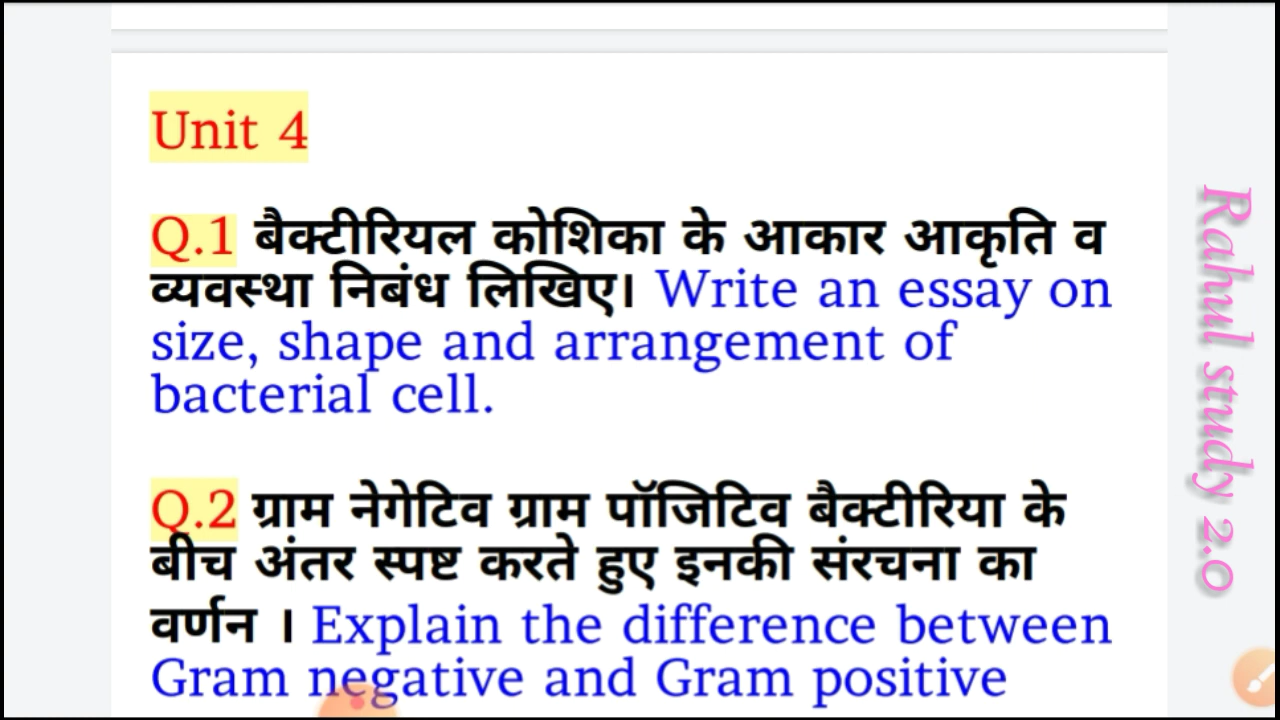 Unit 4
Q.1 बैक्टीरियल कोशिका के आकार आकृति व
व्यवस्था निबंध लिखिए। Write an essay on
size, shape and arrangement of
bacterial cell.
Q.2 ग्राम नेगेटिव ग्राम पॉजिटिव बैक्टीरिया के
बीच अंतर स्पष्ट करते हुए इनकी संरचना का
वर्णन । Explain the difference between
Gram negative and Gram positive
Rahul study 2.0